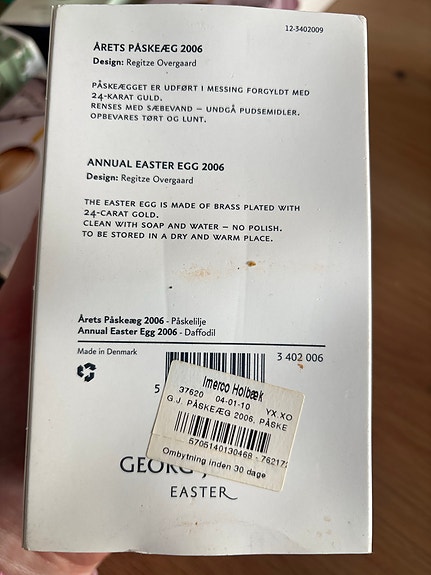 12-3402009
ÅRETS PÅSKEÆG 2006
Design: Regitze Overgaard
PÅSKEÆGGET ER UDFØRT I MESSING FORGYLDT MED
24-KARAT GULD.
RENSES MED SÆBEVAND – UNDGÅ PUDSEMIDLER.
OPBEVARES TØRT OG LUNT.
ANNUAL EASTER EGG 2006
Design: Regitze Overgaard
THE EASTER EGG IS MADE OF BRASS PLATED WITH
24-CARAT GOLD.
CLEAN WITH SOAP AND WATER – NO POLISH.
TO BE STORED IN A DRY AND WARM PLACE.
Årets Påskeæg 2006 - Påskelilje
Annual Easter Egg 2006 - Daffodil
Made in Denmark
3 402 006
5
Imerco Holbæk
37620 04-01-10 YX XO
G.J. PÅSKEÆG 2006, PÅSKE
5705140130468 - 76217
Ombytning inden 30 dage
GEORG
EASTER